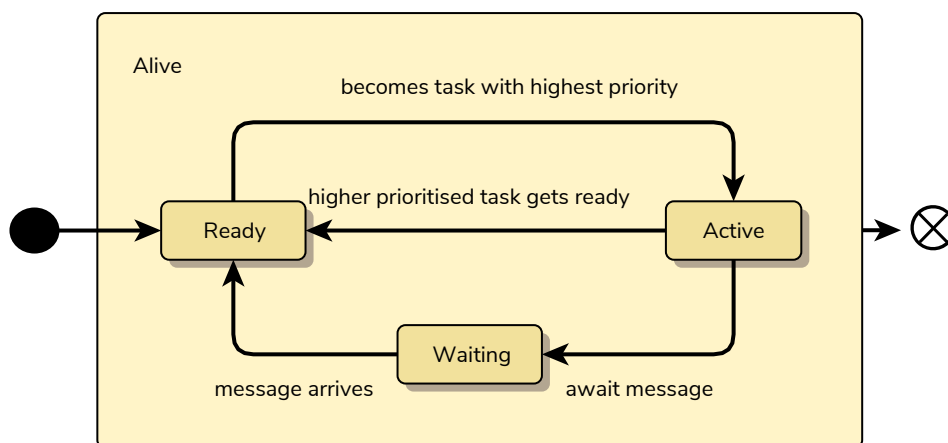 Alive
becomes task with highest priority
higher prioritised task gets ready
Ready
Active
Waiting
message arrives
await message